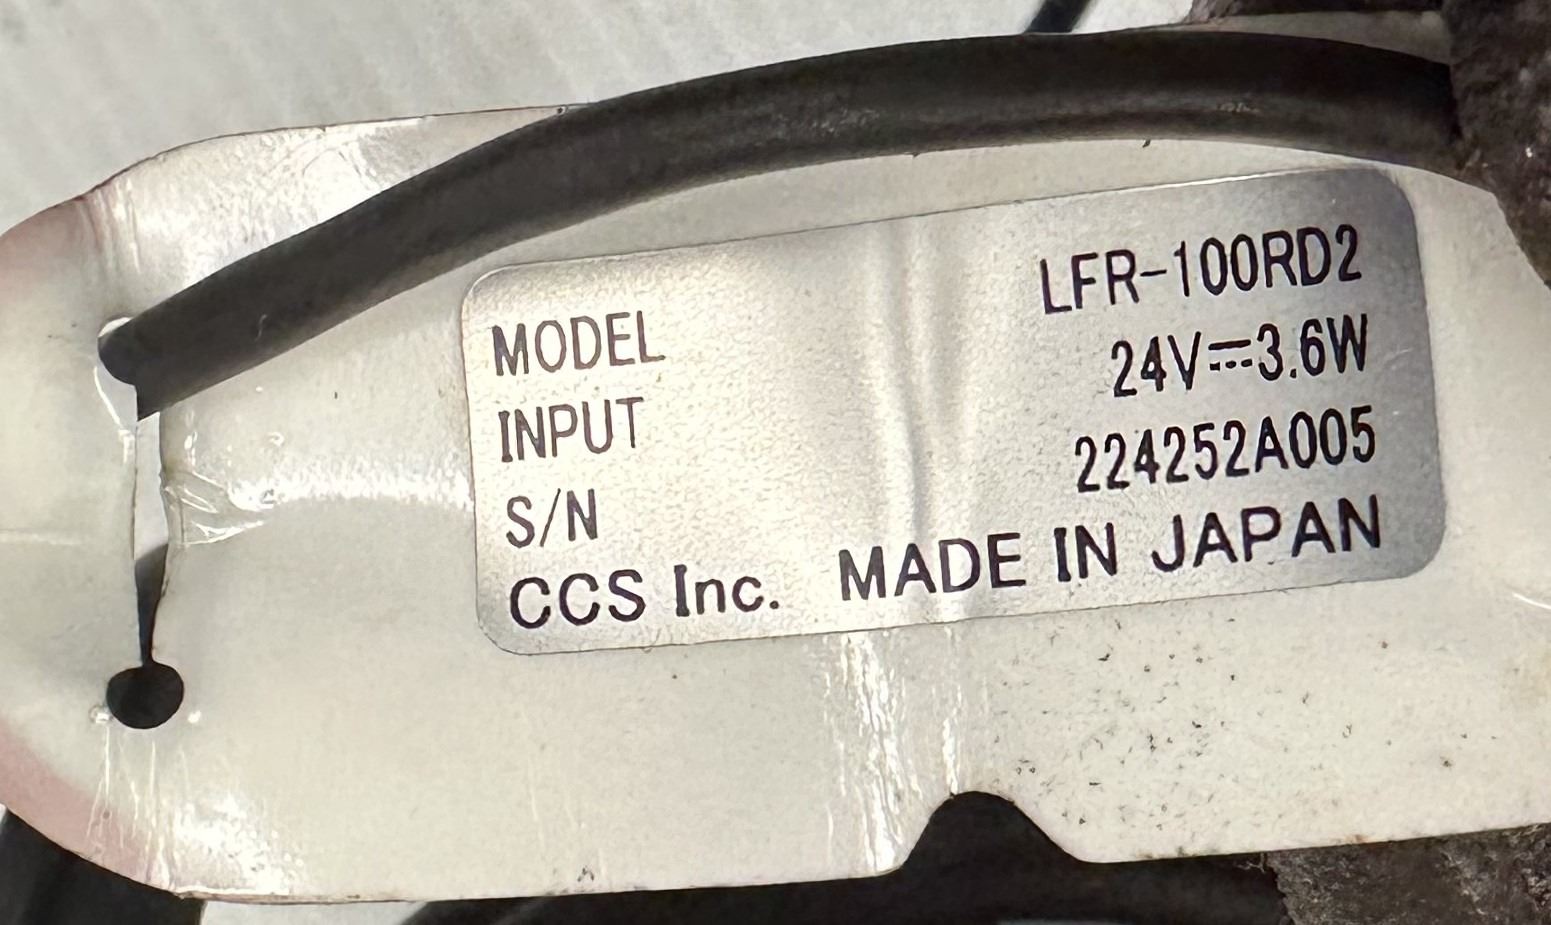 MODEL LFR-100RD2
INPUT 24V⎓3.6W
S/N 224252A005
CCS Inc. MADE IN JAPAN